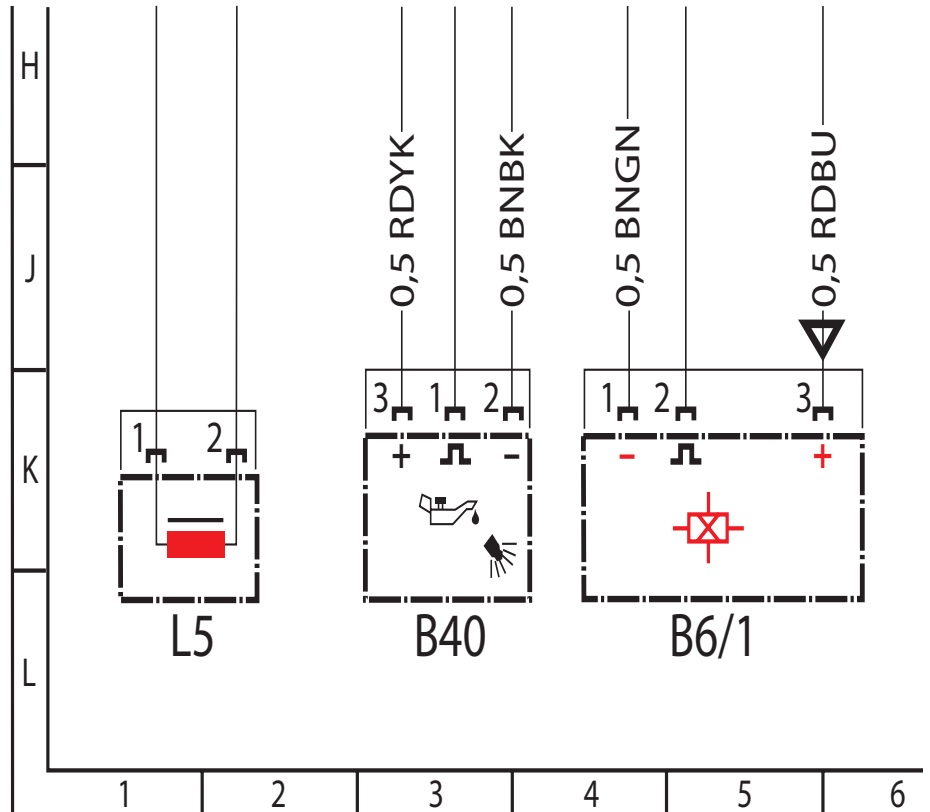 H
0,5 RDYK
0,5 BNBK
0,5 BNGN
0,5 RDBU
J
3 1 2
1 2 3
1 2
K
+ -
- +
L5
B40
B6/1
L
1 2 3 4 5 6